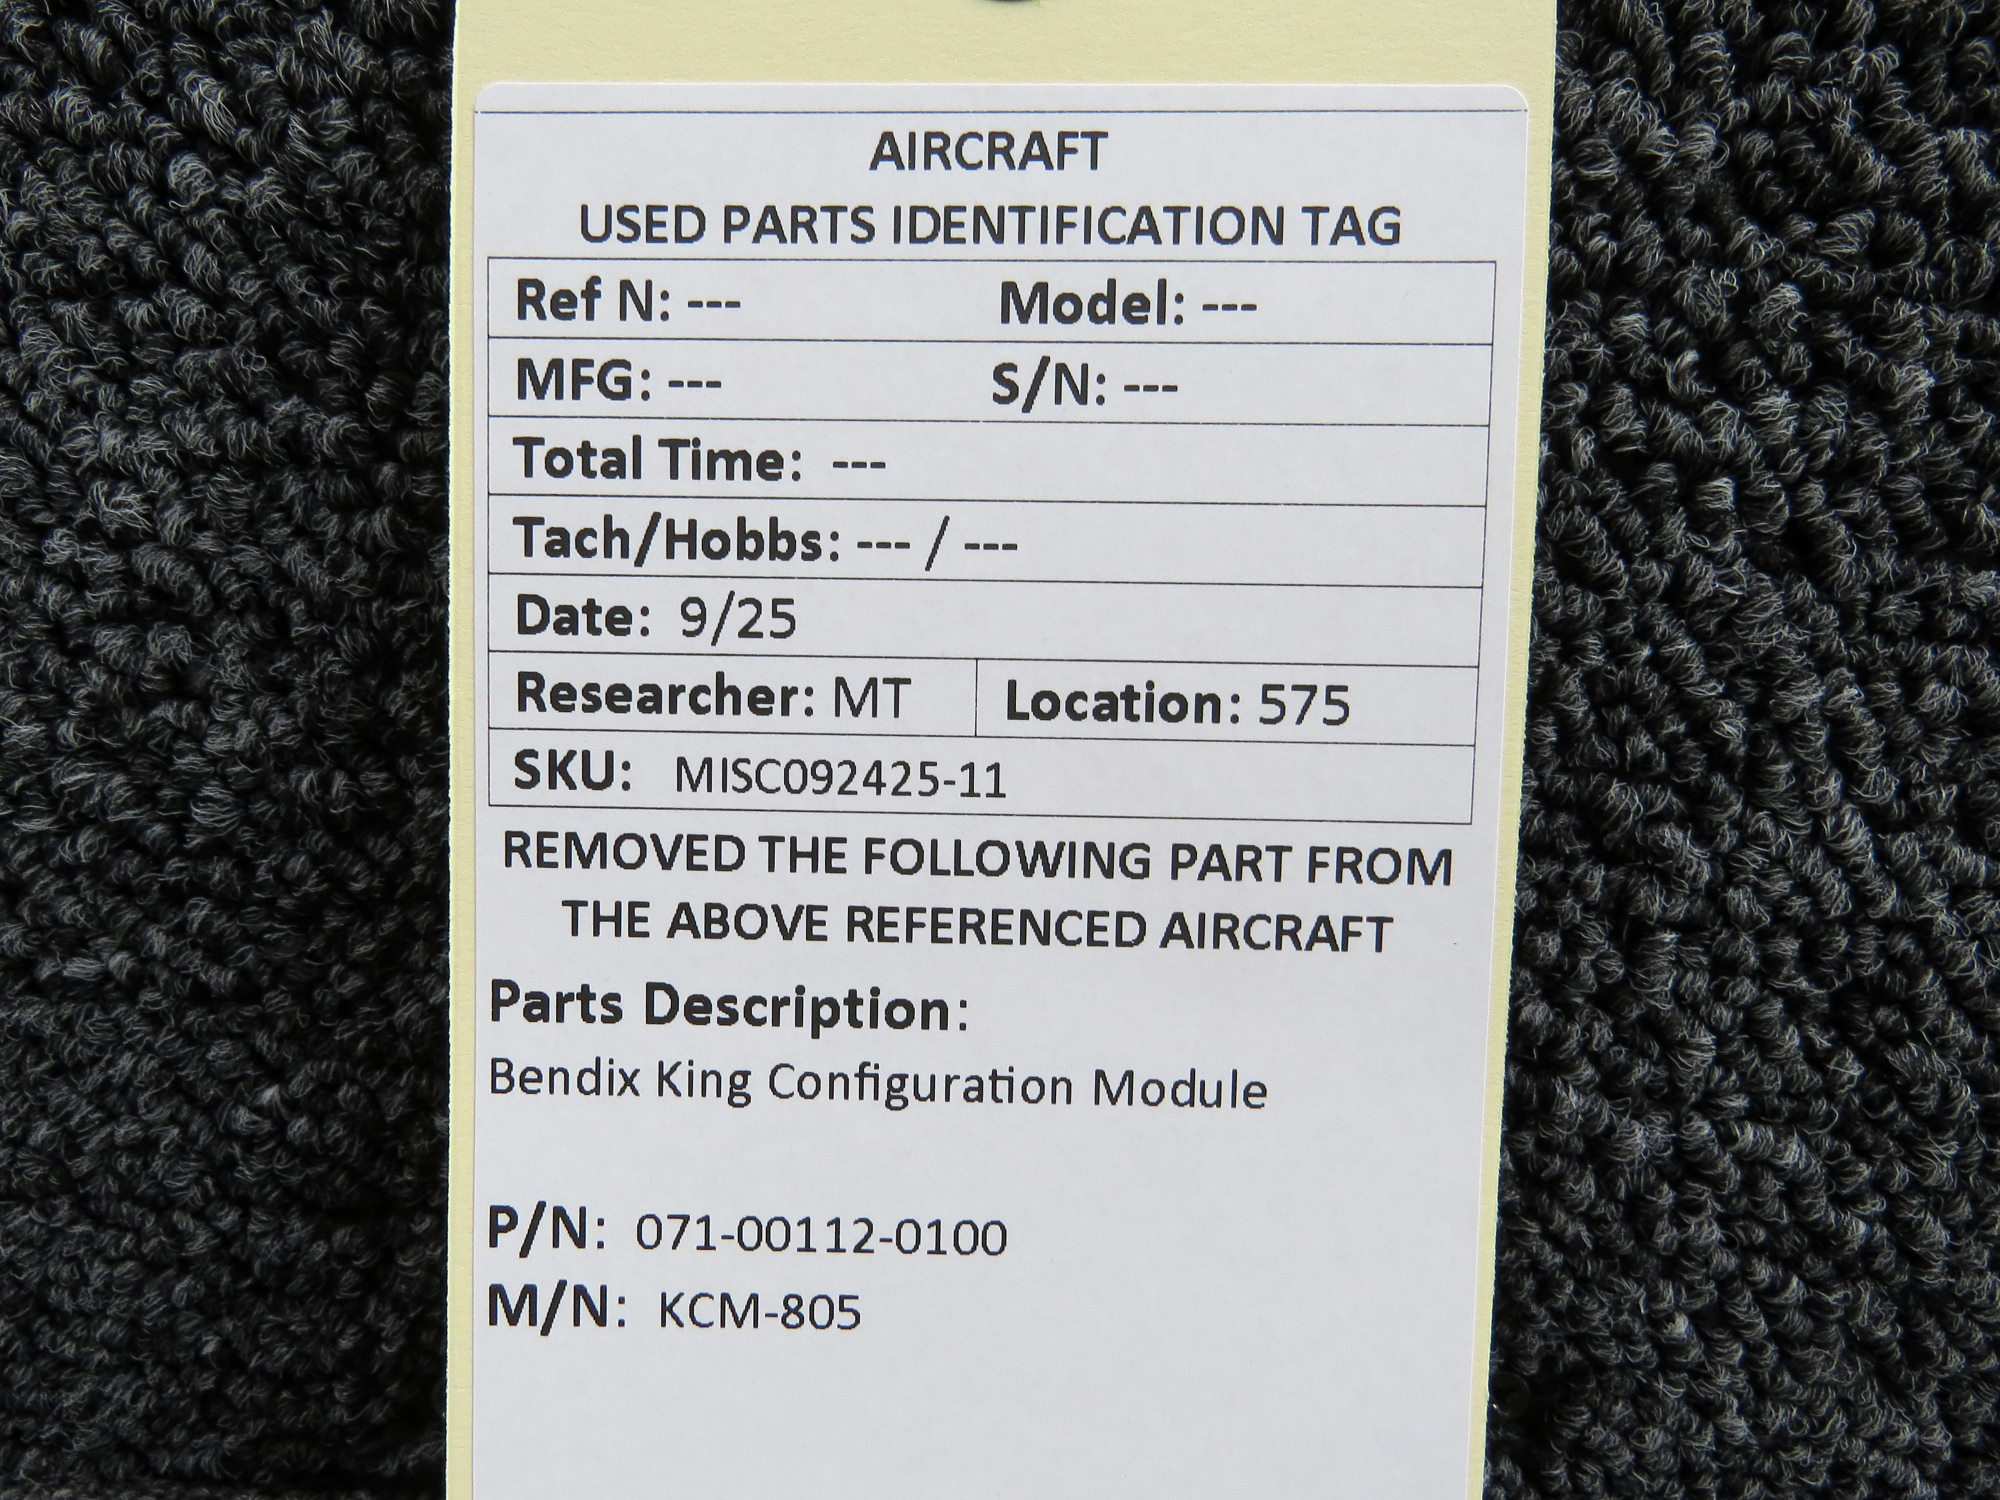 AIRCRAFT
USED PARTS IDENTIFICATION TAG
Ref N: --- Model: ---
MFG: --- S/N: ---
Total Time: ---
Tach/Hobbs: --- / ---
Date: 9/25
Researcher: MT Location: 575
SKU: MISC092425-11
REMOVED THE FOLLOWING PART FROM
THE ABOVE REFERENCED AIRCRAFT
Parts Description:
Bendix King Configuration Module
P/N: 071-00112-0100
M/N: KCM-805